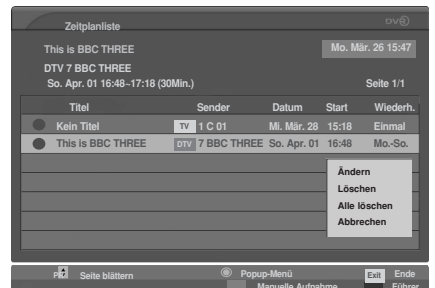 Zeitplanliste
This is BBC THREE Mo. Mär. 26 15:47
DTV 7 BBC THREE
So. Apr. 01 16:48~17:18 (30Min.) Seite 1/1
Titel Sender Datum Start Wiederh.
Kein Titel TV 1 C 01 Mi. Mär. 28 15:18 Einmal
This is BBC THREE DTV 7 BBC THREE So. Apr. 01 16:48 Mo.-So.
Ändern
Löschen
Alle löschen
Abbrechen
Seite blättern Popup-Menü Exit Ende
Manuelle Aufnahme Führer